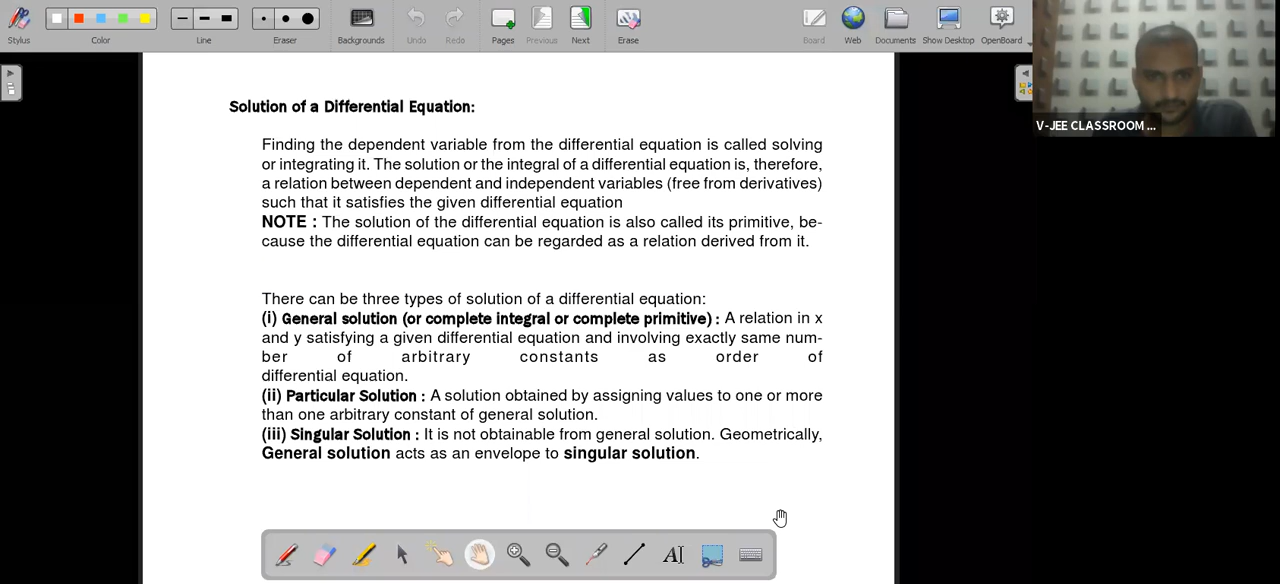 Stylus Color Line Eraser Backgrounds Undo Redo Pages Previous Next Erase Board Web Documents Show Desktop OpenBoard
V-JEE CLASSROOM ...
Solution of a Differential Equation:
Finding the dependent variable from the differential equation is called solving
or integrating it. The solution or the integral of a differential equation is, therefore,
a relation between dependent and independent variables (free from derivatives)
such that it satisfies the given differential equation
NOTE : The solution of the differential equation is also called its primitive, be-
cause the differential equation can be regarded as a relation derived from it.
There can be three types of solution of a differential equation:
(i) General solution (or complete integral or complete primitive) : A relation in x
and y satisfying a given differential equation and involving exactly same num-
ber of arbitrary constants as order of
differential equation.
(ii) Particular Solution : A solution obtained by assigning values to one or more
than one arbitrary constant of general solution.
(iii) Singular Solution : It is not obtainable from general solution. Geometrically,
General solution acts as an envelope to singular solution.